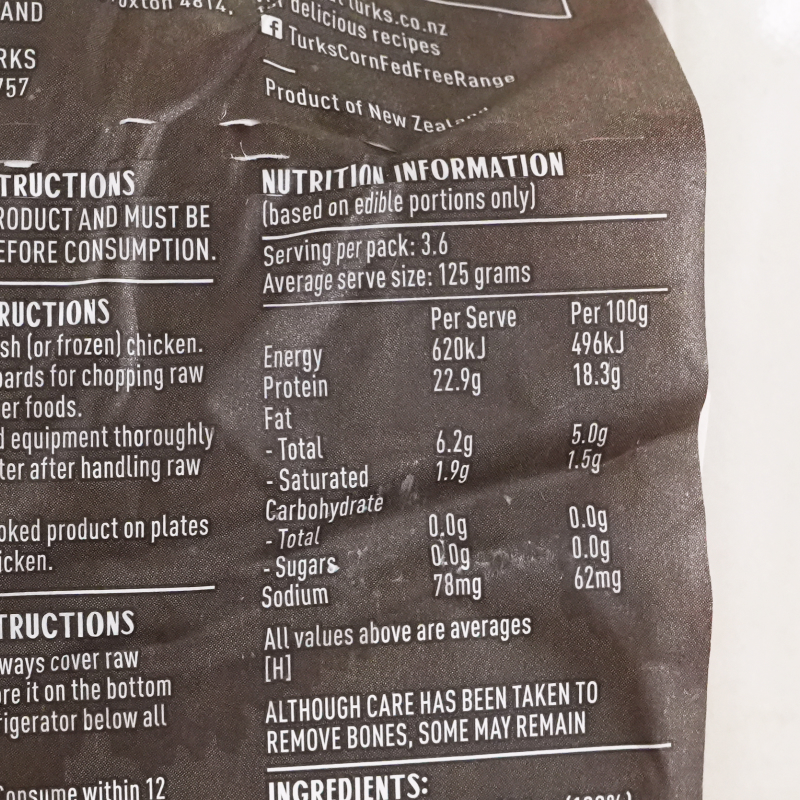 AND
4814.
RKS
757
turks.co.nz
delicious recipes
TurksCornFedFreeRange
Product of New
TRUCTIONS
RODUCT AND MUST BE
EFORE CONSUMPTION.
RUCTIONS
sh (or frozen) chicken.
oards for chopping raw
er foods.
d equipment thoroughly
ter after handling raw
oked product on plates
icken.
TRUCTIONS
ways cover raw
ore it on the bottom
rigerator below all
Consume within 12
NUTRITION INFORMATION
(based on edible portions only)
Serving per pack: 3.6
Average serve size: 125 grams
Per Serve Per 100g
Energy 620kJ 496kJ
Protein 22.9g 18.3g
Fat
- Total 6.2g 5.0g
- Saturated 1.9g 1.5g
Carbohydrate
- Total 0.0g 0.0g
- Sugars 0.0g 0.0g
Sodium 78mg 62mg
All values above are averages
[H]
ALTHOUGH CARE HAS BEEN TAKEN TO
REMOVE BONES, SOME MAY REMAIN
INGREDIENTS: